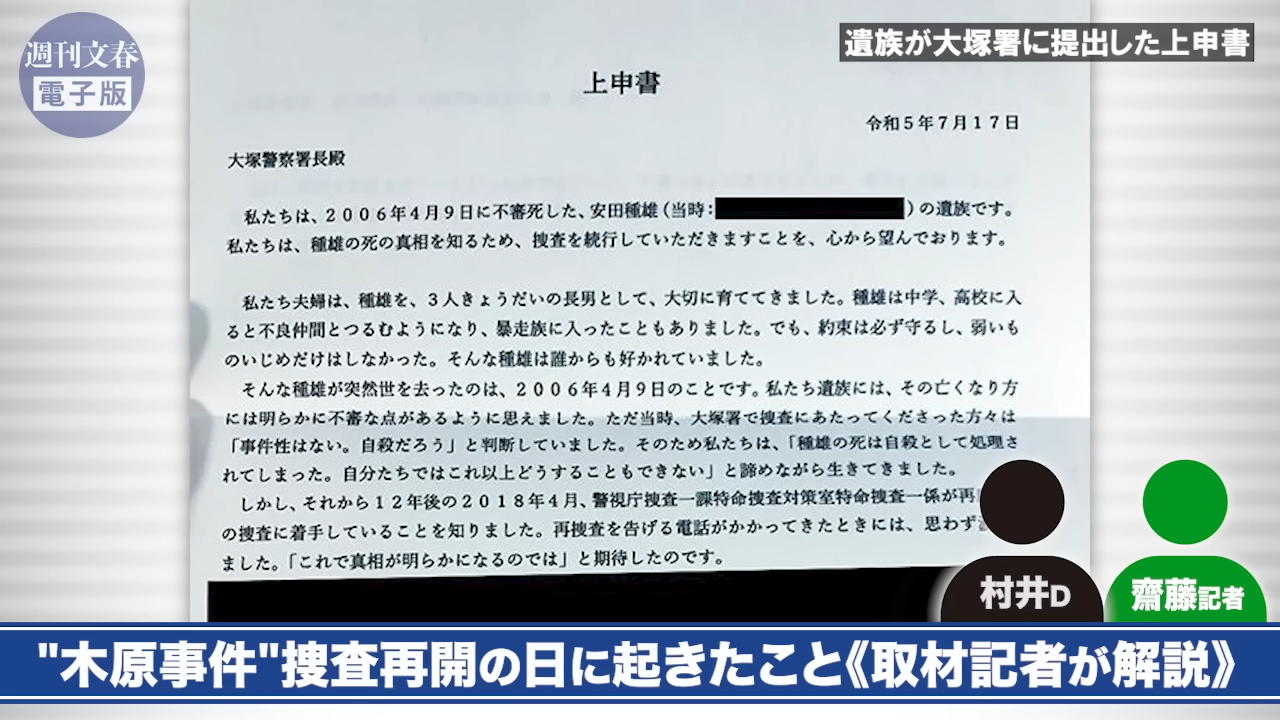 週刊文春
電子版
遺族が大塚署に提出した上申書
上申書
令和5年7月17日
大塚警察署長殿
私たちは、2006年4月9日に不審死した、安田種雄(当時:)の遺族です。
私たちは、種雄の死の真相を知るため、捜査を続行していただきますことを、心から望んでおります。
私たち夫婦は、種雄を、3人きょうだいの長男として、大切に育ててきました。種雄は中学、高校に入
ると不良仲間とつるむようになり、暴走族に入ったこともありました。でも、約束は必ず守るし、弱いも
のいじめだけはしなかった。そんな種雄は誰からも好かれていました。
そんな種雄が突然世を去ったのは、2006年4月9日のことです。私たち遺族には、その亡くなり方
には明らかに不審な点があるように思えました。ただ当時、大塚署で捜査にあたってくださった方々は
「事件性はない。自殺だろう」と判断していました。そのため私たちは、「種雄の死は自殺として処理さ
れてしまった。自分たちではこれ以上どうすることもできない」と諦めながら生きてきました。
しかし、それから12年後の2018年4月、警視庁捜査一課特命捜査対策室特命捜査一係が再
の捜査に着手していることを知りました。再捜査を告げる電話がかかってきたときには、思わず
ました。「これで真相が明らかになるのでは」と期待したのです。
村井D
齋藤記者
"木原事件"捜査再開の日に起きたこと《取材記者が解説》